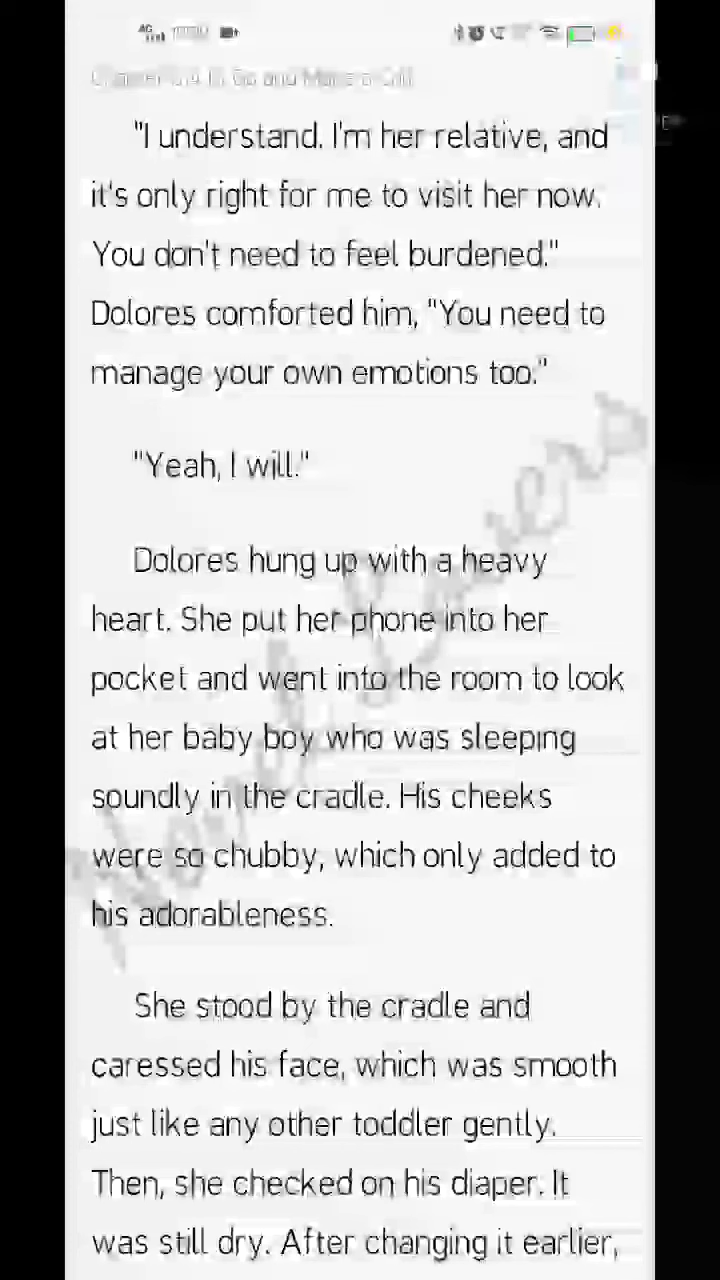 4G
"I understand. I'm her relative, and
it's only right for me to visit her now.
You don't need to feel burdened."
Dolores comforted him, "You need to
manage your own emotions too."
"Yeah, I will."
Dolores hung up with a heavy
heart. She put her phone into her
pocket and went into the room to look
at her baby boy who was sleeping
soundly in the cradle. His cheeks
were so chubby, which only added to
his adorableness.
She stood by the cradle and
caressed his face, which was smooth
just like any other toddler gently.
Then, she checked on his diaper. It
was still dry. After changing it earlier,
Novel Lovers